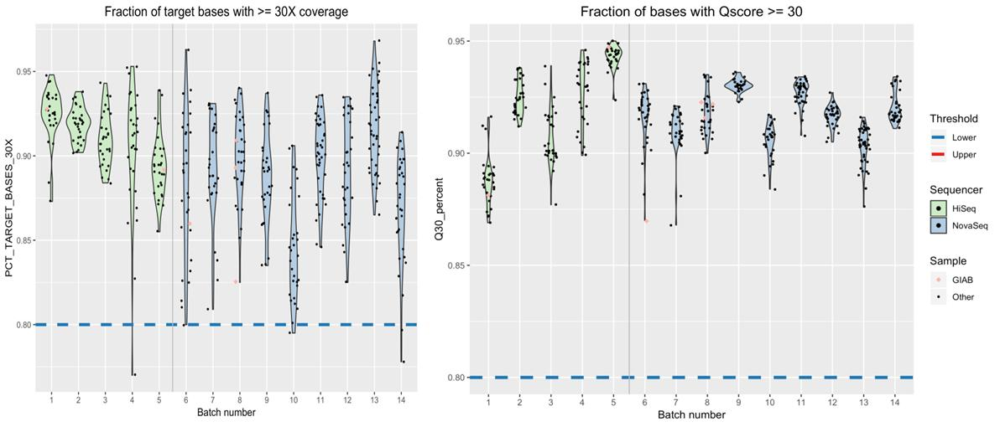 Fraction of target bases with >= 30X coverage
PCT_TARGET_BASES_30X
0.95
0.90
0.85
0.80
1 2 3 4 5 6 7 8 9 10 11 12 13 14
Batch number
Fraction of bases with Qscore >= 30
Q30_percent
0.95
0.90
0.85
0.80
1 2 3 4 5 6 7 8 9 10 11 12 13 14
Batch number
Threshold
Lower
Upper
Sequencer
HiSeq
NovaSeq
Sample
GIAB
Other